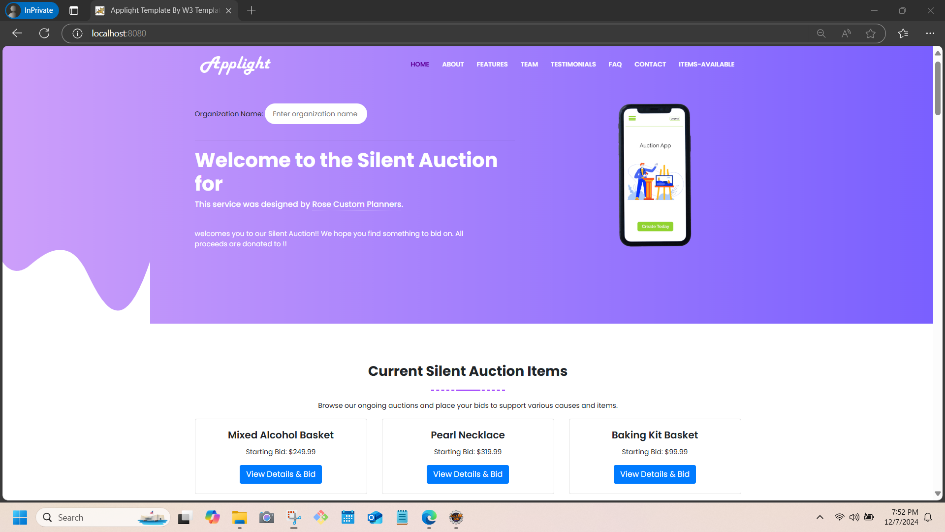 InPrivate
Applight Template By W3 Templa
localhost:8080
Applight
HOME ABOUT FEATURES TEAM TESTIMONIALS FAQ CONTACT ITEMS-AVAILABLE
Organization Name: Enter organization name
Auction App
Create Today
Welcome to the Silent Auction
for
This service was designed by Rose Custom Planners.
welcomes you to our Silent Auction!! We hope you find something to bid on. All
proceeds are donated to !!
Current Silent Auction Items
Browse our ongoing auctions and place your bids to support various causes and items.
Mixed Alcohol Basket
Starting Bid: $249.99
View Details & Bid
Pearl Necklace
Starting Bid: $319.99
View Details & Bid
Baking Kit Basket
Starting Bid: $99.99
View Details & Bid
Search
7:52 PM
12/7/2024